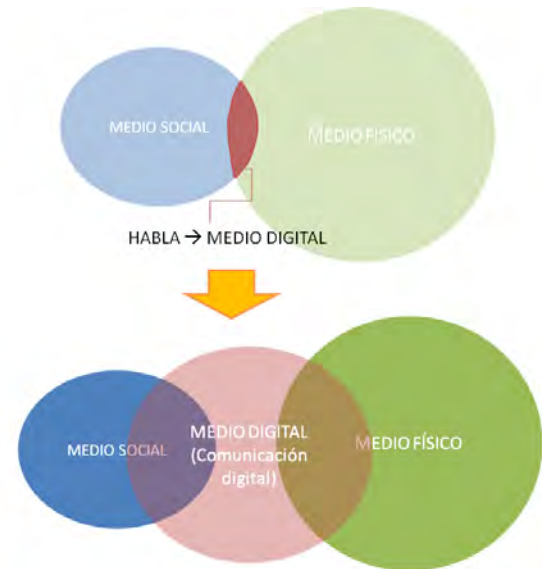 MEDIO SOCIAL
MEDIO FISICO
HABLA → MEDIO DIGITAL
MEDIO SOCIAL
MEDIO DIGITAL
(Comunicación
digital)
MEDIO FÍSICO